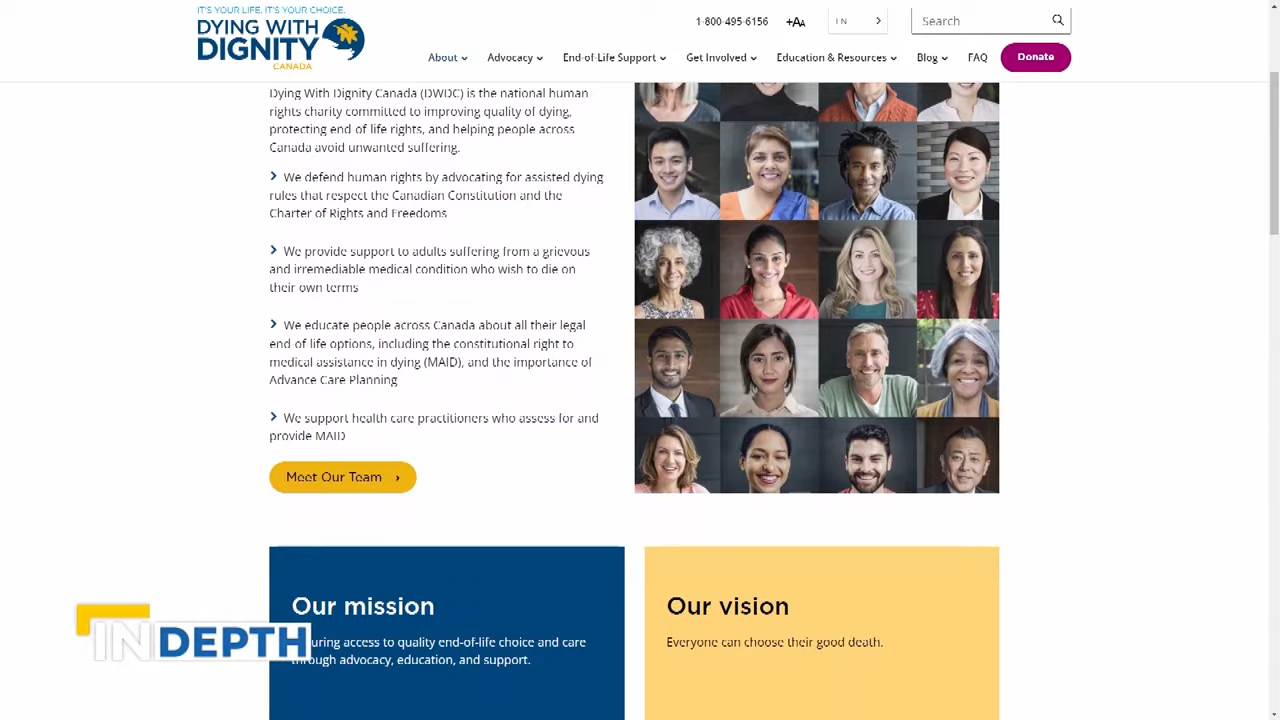 IT'S YOUR LIFE. IT'S YOUR CHOICE.
DYING WITH
DIGNITY
CANADA
1-800-495-6156
+AA
Search
About
Advocacy
End-of-Life Support
Get Involved
Education & Resources
Blog
FAQ
Donate
Dying With Dignity Canada (DWDC) is the national human
rights charity committed to improving quality of dying,
protecting end of life rights, and helping people across
Canada avoid unwanted suffering.
We defend human rights by advocating for assisted dying
rules that respect the Canadian Constitution and the
Charter of Rights and Freedoms
We provide support to adults suffering from a grievous
and irremediable medical condition who wish to die on
their own terms
We educate people across Canada about all their legal
end of life options, including the constitutional right to
medical assistance in dying (MAID), and the importance of
Advance Care Planning
We support health care practitioners who assess for and
provide MAID
Meet Our Team
Our mission
access to quality end-of-life choice and care
through advocacy, education, and support.
Our vision
Everyone can choose their good death.
INDEPTH